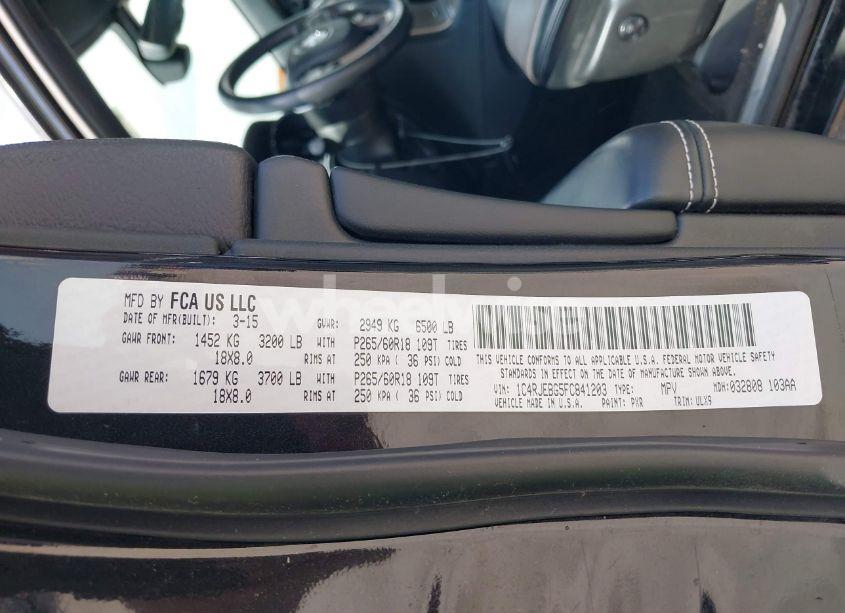 MFD BY FCA US LLC
DATE OF MFR(BUILT): 3-15 GVWR: 2949 KG 6500 LB
GAWR FRONT: 1452 KG 3200 LB WITH P265/60R18 109T TIRES
18X8.0 RIMS AT 250 KPA ( 36 PSI) COLD
GAWR REAR: 1679 KG 3700 LB WITH P265/60R18 109T TIRES
18X8.0 RIMS AT 250 KPA ( 36 PSI) COLD
THIS VEHICLE CONFORMS TO ALL APPLICABLE U.S.A. FEDERAL MOTOR VEHICLE SAFETY
STANDARDS IN EFFECT ON THE DATE OF MANUFACTURE SHOWN ABOVE.
VIN: 1C4RJEBG5FC841203 TYPE: MPV MDH:032808 103AA
VEHICLE MADE IN U.S.A. PAINT: PXR TRIM: ULX9